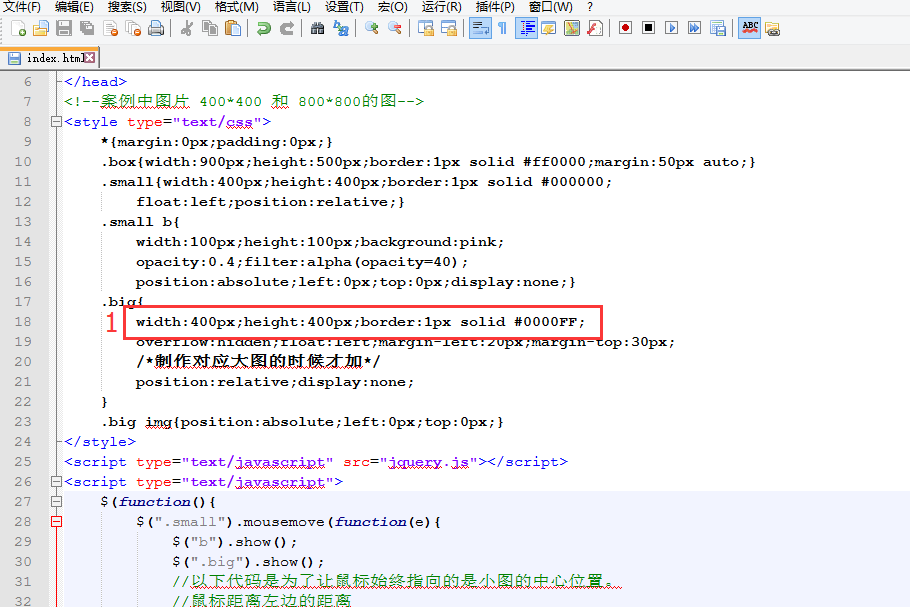 文件(F) 编辑(E) 搜索(S) 视图(V) 格式(M) 语言(L) 设置(T) 宏(O) 运行(R) 插件(P) 窗口(W) ?
ABC
index.html
6 </head>
7 <!--案例中图片 400*400 和 800*800的图-->
8 <style type="text/css">
9 *{margin:0px;padding:0px;}
10 .box{width:900px;height:500px;border:1px solid #ff0000;margin:50px auto;}
11 .small{width:400px;height:400px;border:1px solid #000000;
12 float:left;position:relative;}
13 .small b{
14 width:100px;height:100px;background:pink;
15 opacity:0.4;filter:alpha(opacity=40);
16 position:absolute;left:0px;top:0px;display:none;}
17 .big{
1
18 width:400px;height:400px;border:1px solid #0000FF;
19 overflow:hidden;float:left;margin-left:20px;margin-top:30px;
20 /*制作对应大图的时候才加*/
21 position:relative;display:none;
22 }
23 .big img{position:absolute;left:0px;top:0px;}
24 </style>
25 <script type="text/javascript" src="jquery.js"></script>
26 <script type="text/javascript">
27 $(function(){
28 $(".small").mousemove(function(e){
29 $("b").show();
30 $(".big").show();
31 //以下代码是为了让鼠标始终指向的是小图的中心位置。
32 //鼠标距离左边的距离